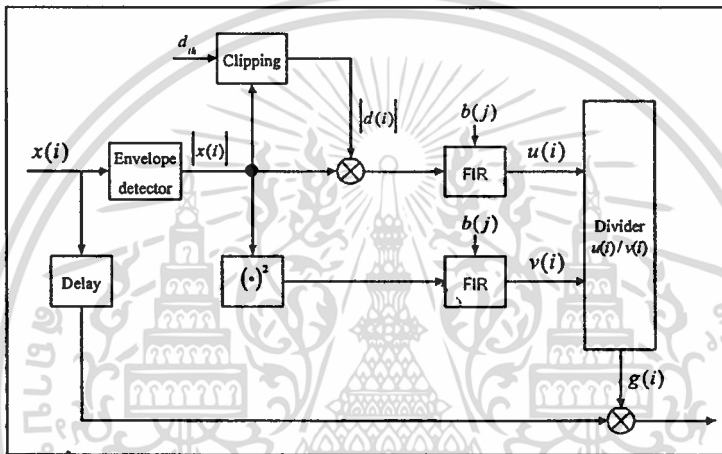 d_th
Clipping
|d(i)|
b(j)
x(i)
Envelope
detector
|x(i)|
FIR
u(i)
Divider
u(i)/v(i)
b(j)
Delay
(•)²
FIR
v(i)
g(i)